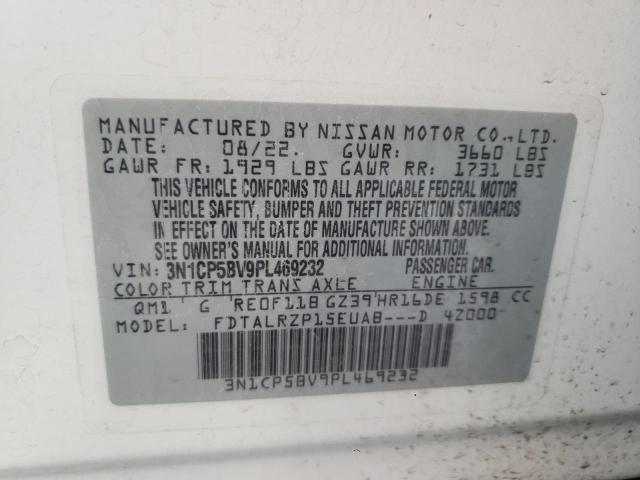 MANUFACTURED BY NISSAN MOTOR CO.,LTD.
DATE: 08/22. GVWR: 3660 LBS
GAWR FR: 1929 LBS GAWR RR: 1731 LBS
THIS VEHICLE CONFORMS TO ALL APPLICABLE FEDERAL MOTOR
VEHICLE SAFETY, BUMPER AND THEFT PREVENTION STANDARDS
IN EFFECT ON THE DATE OF MANUFACTURE SHOWN ABOVE.
SEE OWNER'S MANUAL FOR ADDITIONAL INFORMATION.
VIN: 3N1CP5BV9PL469232 PASSENGER CAR.
COLOR TRIM TRANS AXLE ENGINE
QM1 G RE0F11B GZ39 HR16DE 1598 CC
MODEL: FDTALRZP15EUAB---D 4Z000
3N1CP5BV9PL469232